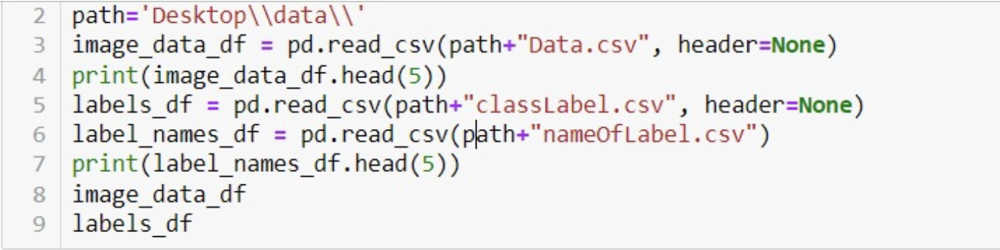 2 path='Desktop\\data\\'
3 image_data_df = pd.read_csv(path+"Data.csv", header=None)
4 print(image_data_df.head(5))
5 labels_df = pd.read_csv(path+"classLabel.csv", header=None)
6 label_names_df = pd.read_csv(path+"nameOfLabel.csv")
7 print(label_names_df.head(5))
8 image_data_df
9 labels_df